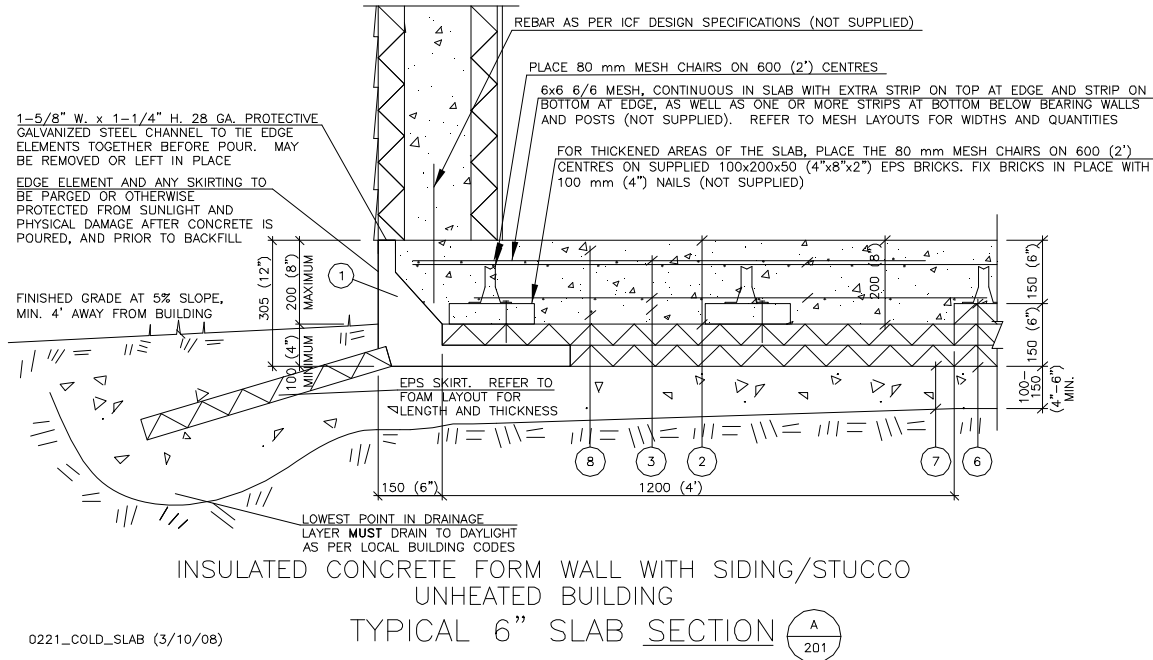 REBAR AS PER ICF DESIGN SPECIFICATIONS (NOT SUPPLIED)
PLACE 80 mm MESH CHAIRS ON 600 (2') CENTRES
6x6 6/6 MESH, CONTINUOUS IN SLAB WITH EXTRA STRIP ON TOP AT EDGE AND STRIP ON
BOTTOM AT EDGE, AS WELL AS ONE OR MORE STRIPS AT BOTTOM BELOW BEARING WALLS
AND POSTS (NOT SUPPLIED). REFER TO MESH LAYOUTS FOR WIDTHS AND QUANTITIES
FOR THICKENED AREAS OF THE SLAB, PLACE THE 80 mm MESH CHAIRS ON 600 (2')
CENTRES ON SUPPLIED 100x200x50 (4"x8"x2") EPS BRICKS. FIX BRICKS IN PLACE WITH
100 mm (4") NAILS (NOT SUPPLIED)
1-5/8" W. x 1-1/4" H. 28 GA. PROTECTIVE
GALVANIZED STEEL CHANNEL TO TIE EDGE
ELEMENTS TOGETHER BEFORE POUR. MAY
BE REMOVED OR LEFT IN PLACE
EDGE ELEMENT AND ANY SKIRTING TO
BE PARGED OR OTHERWISE
PROTECTED FROM SUNLIGHT AND
PHYSICAL DAMAGE AFTER CONCRETE IS
POURED, AND PRIOR TO BACKFILL
FINISHED GRADE AT 5% SLOPE,
MIN. 4' AWAY FROM BUILDING
305 (12")
200 (8")
MAXIMUM
100 (4")
MINIMUM
1
200 (8")
150 (6")
150 (6")
100-
150
(4"-6")
MIN.
EPS SKIRT. REFER TO
FOAM LAYOUT FOR
LENGTH AND THICKNESS
8
3
2
7
6
150 (6")
1200 (4')
LOWEST POINT IN DRAINAGE
LAYER MUST DRAIN TO DAYLIGHT
AS PER LOCAL BUILDING CODES
INSULATED CONCRETE FORM WALL WITH SIDING/STUCCO
UNHEATED BUILDING
TYPICAL 6" SLAB SECTION
A
201
0221_COLD_SLAB (3/10/08)